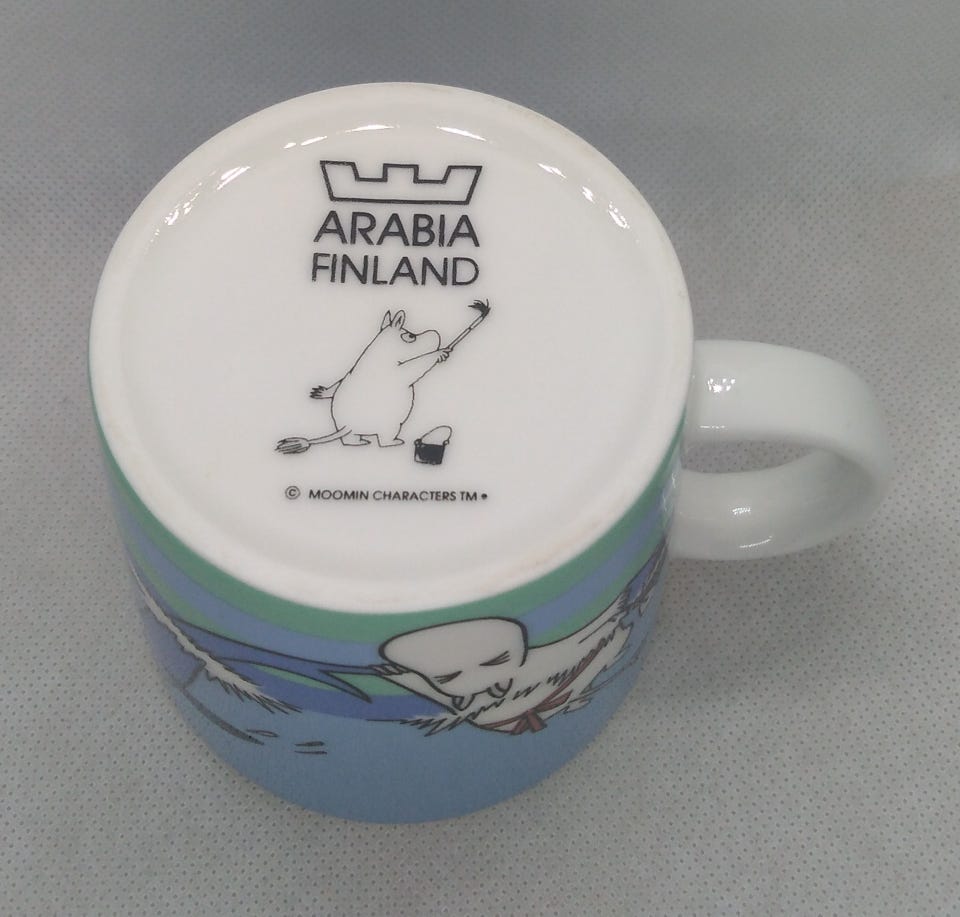 ARABIA
FINLAND
© MOOMIN CHARACTERS TM •